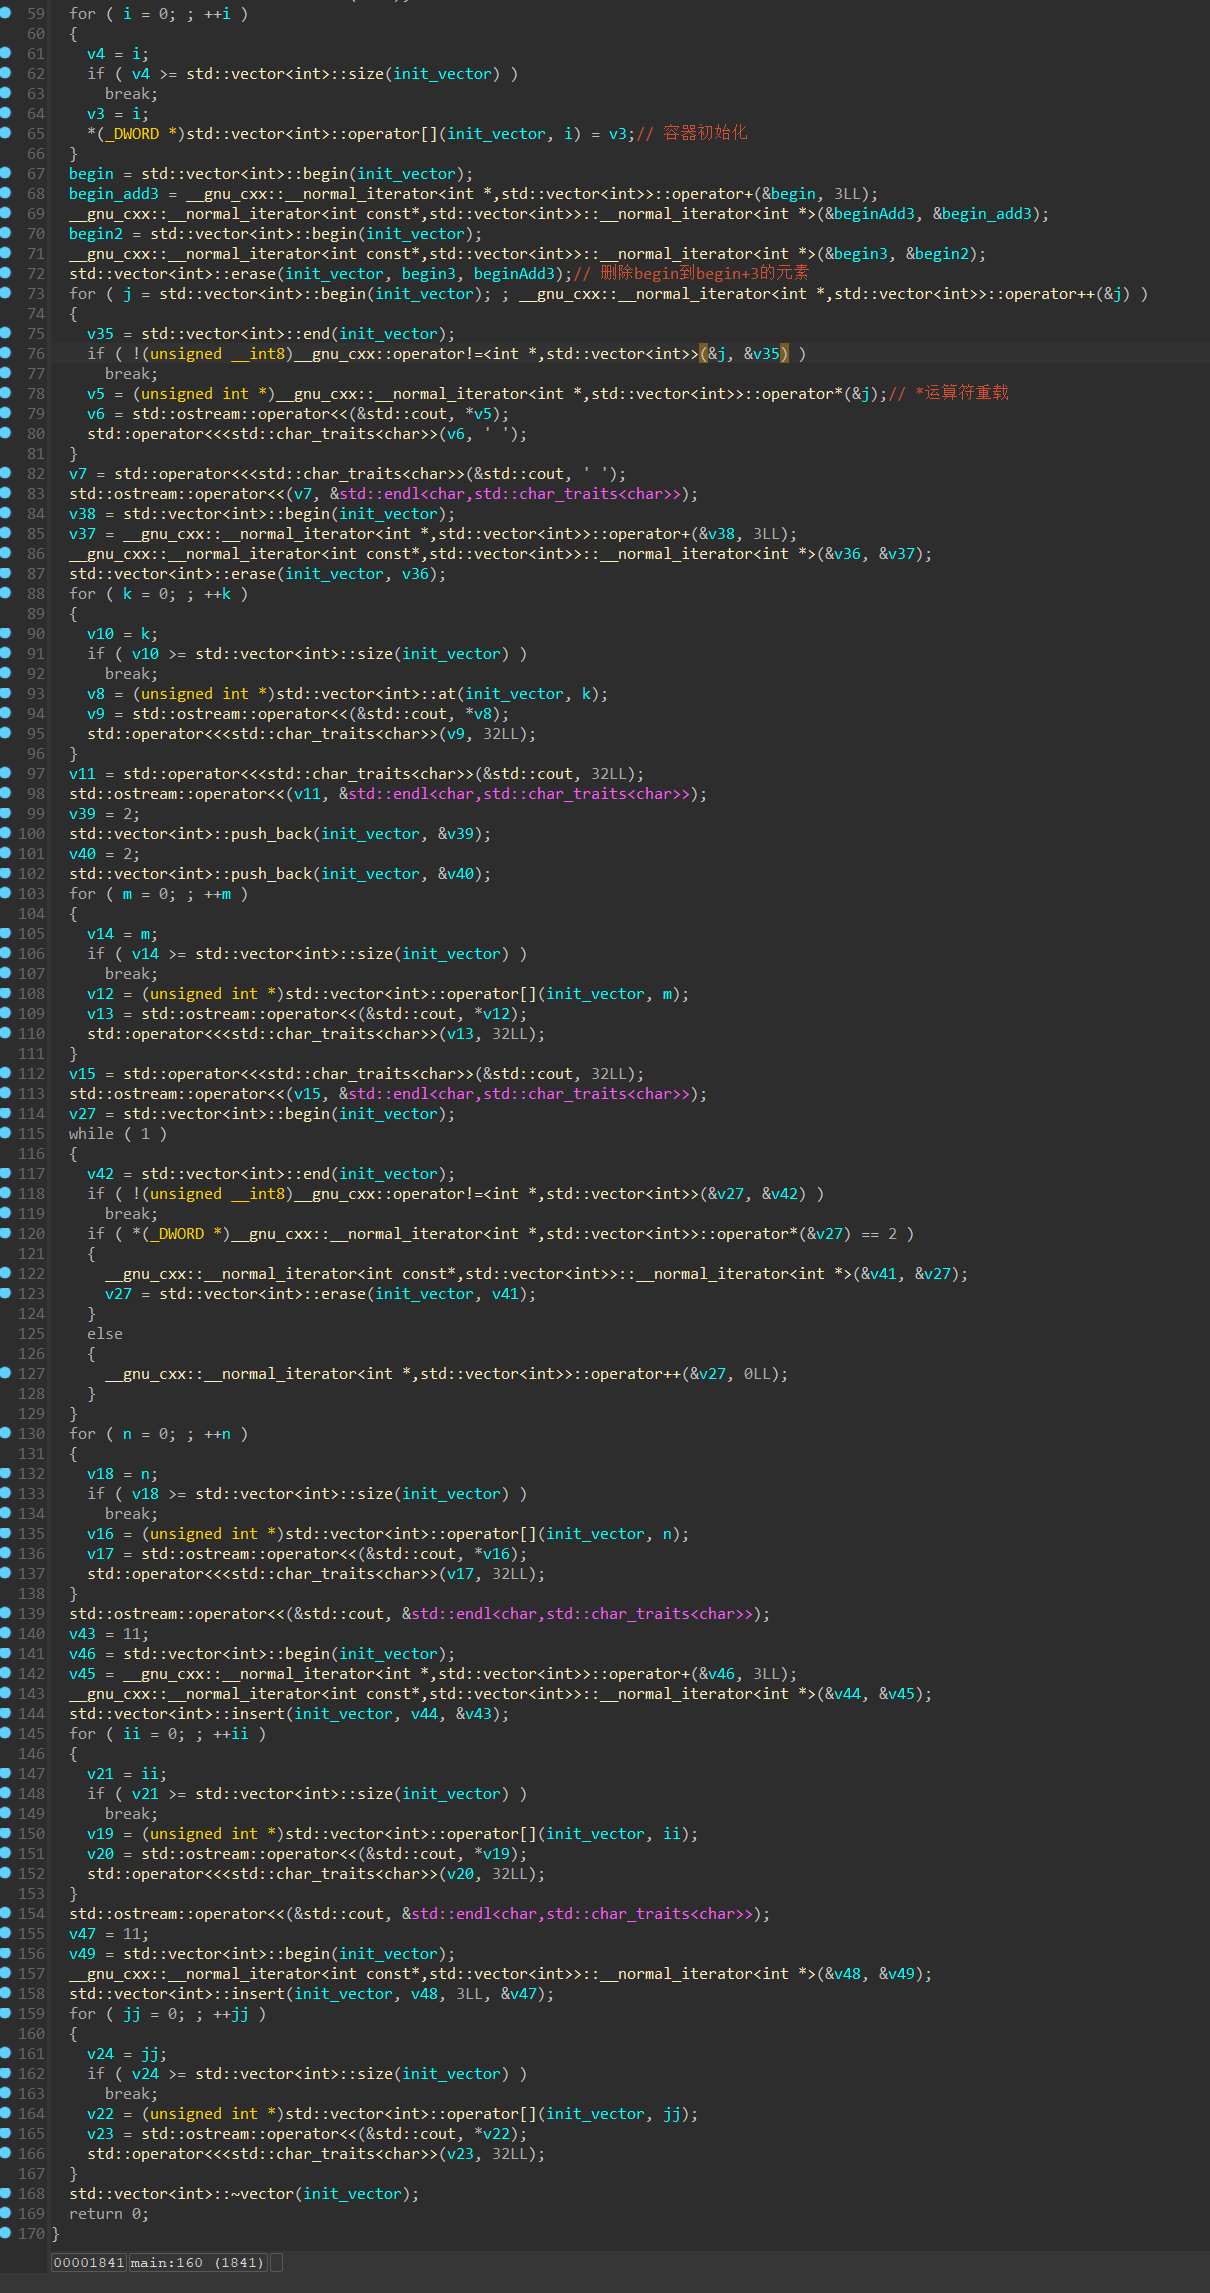 59 for ( i = 0; ; ++i )
60 {
61 v4 = i;
62 if ( v4 >= std::vector<int>::size(init_vector) )
63 break;
64 v3 = i;
65 *(_DWORD *)std::vector<int>::operator[](init_vector, i) = v3;// 容器初始化
66 }
67 begin = std::vector<int>::begin(init_vector);
68 begin_add3 = __gnu_cxx::__normal_iterator<int *,std::vector<int>>::operator+(&begin, 3LL);
69 __gnu_cxx::__normal_iterator<int const*,std::vector<int>>::__normal_iterator<int *>(&beginAdd3, &begin_add3);
70 begin2 = std::vector<int>::begin(init_vector);
71 __gnu_cxx::__normal_iterator<int const*,std::vector<int>>::__normal_iterator<int *>(&begin3, &begin2);
72 std::vector<int>::erase(init_vector, begin3, beginAdd3);// 删除begin到begin+3的元素
73 for ( j = std::vector<int>::begin(init_vector); ; __gnu_cxx::__normal_iterator<int *,std::vector<int>>::operator++(&j) )
74 {
75 v35 = std::vector<int>::end(init_vector);
76 if ( !(unsigned __int8)__gnu_cxx::operator!=<int *,std::vector<int>>(&j, &v35) )
77 break;
78 v5 = (unsigned int *)__gnu_cxx::__normal_iterator<int *,std::vector<int>>::operator*(&j);// *运算符重载
79 v6 = std::ostream::operator<<(&std::cout, *v5);
80 std::operator<<<std::char_traits<char>>(v6, ' ');
81 }
82 v7 = std::operator<<<std::char_traits<char>>(&std::cout, ' ');
83 std::ostream::operator<<(v7, &std::endl<char,std::char_traits<char>>);
84 v38 = std::vector<int>::begin(init_vector);
85 v37 = __gnu_cxx::__normal_iterator<int *,std::vector<int>>::operator+(&v38, 3LL);
86 __gnu_cxx::__normal_iterator<int const*,std::vector<int>>::__normal_iterator<int *>(&v36, &v37);
87 std::vector<int>::erase(init_vector, v36);
88 for ( k = 0; ; ++k )
89 {
90 v10 = k;
91 if ( v10 >= std::vector<int>::size(init_vector) )
92 break;
93 v8 = (unsigned int *)std::vector<int>::at(init_vector, k);
94 v9 = std::ostream::operator<<(&std::cout, *v8);
95 std::operator<<<std::char_traits<char>>(v9, 32LL);
96 }
97 v11 = std::operator<<<std::char_traits<char>>(&std::cout, 32LL);
98 std::ostream::operator<<(v11, &std::endl<char,std::char_traits<char>>);
99 v39 = 2;
100 std::vector<int>::push_back(init_vector, &v39);
101 v40 = 2;
102 std::vector<int>::push_back(init_vector, &v40);
103 for ( m = 0; ; ++m )
104 {
105 v14 = m;
106 if ( v14 >= std::vector<int>::size(init_vector) )
107 break;
108 v12 = (unsigned int *)std::vector<int>::operator[](init_vector, m);
109 v13 = std::ostream::operator<<(&std::cout, *v12);
110 std::operator<<<std::char_traits<char>>(v13, 32LL);
111 }
112 v15 = std::operator<<<std::char_traits<char>>(&std::cout, 32LL);
113 std::ostream::operator<<(v15, &std::endl<char,std::char_traits<char>>);
114 v27 = std::vector<int>::begin(init_vector);
115 while ( 1 )
116 {
117 v42 = std::vector<int>::end(init_vector);
118 if ( !(unsigned __int8)__gnu_cxx::operator!=<int *,std::vector<int>>(&v27, &v42) )
119 break;
120 if ( *(_DWORD *)__gnu_cxx::__normal_iterator<int *,std::vector<int>>::operator*(&v27) == 2 )
121 {
122 __gnu_cxx::__normal_iterator<int const*,std::vector<int>>::__normal_iterator<int *>(&v41, &v27);
123 v27 = std::vector<int>::erase(init_vector, v41);
124 }
125 else
126 {
127 __gnu_cxx::__normal_iterator<int *,std::vector<int>>::operator++(&v27, 0LL);
128 }
129 }
130 for ( n = 0; ; ++n )
131 {
132 v18 = n;
133 if ( v18 >= std::vector<int>::size(init_vector) )
134 break;
135 v16 = (unsigned int *)std::vector<int>::operator[](init_vector, n);
136 v17 = std::ostream::operator<<(&std::cout, *v16);
137 std::operator<<<std::char_traits<char>>(v17, 32LL);
138 }
139 std::ostream::operator<<(&std::cout, &std::endl<char,std::char_traits<char>>);
140 v43 = 11;
141 v46 = std::vector<int>::begin(init_vector);
142 v45 = __gnu_cxx::__normal_iterator<int *,std::vector<int>>::operator+(&v46, 3LL);
143 __gnu_cxx::__normal_iterator<int const*,std::vector<int>>::__normal_iterator<int *>(&v44, &v45);
144 std::vector<int>::insert(init_vector, v44, &v43);
145 for ( ii = 0; ; ++ii )
146 {
147 v21 = ii;
148 if ( v21 >= std::vector<int>::size(init_vector) )
149 break;
150 v19 = (unsigned int *)std::vector<int>::operator[](init_vector, ii);
151 v20 = std::ostream::operator<<(&std::cout, *v19);
152 std::operator<<<std::char_traits<char>>(v20, 32LL);
153 }
154 std::ostream::operator<<(&std::cout, &std::endl<char,std::char_traits<char>>);
155 v47 = 11;
156 v49 = std::vector<int>::begin(init_vector);
157 __gnu_cxx::__normal_iterator<int const*,std::vector<int>>::__normal_iterator<int *>(&v48, &v49);
158 std::vector<int>::insert(init_vector, v48, 3LL, &v47);
159 for ( jj = 0; ; ++jj )
160 {
161 v24 = jj;
162 if ( v24 >= std::vector<int>::size(init_vector) )
163 break;
164 v22 = (unsigned int *)std::vector<int>::operator[](init_vector, jj);
165 v23 = std::ostream::operator<<(&std::cout, *v22);
166 std::operator<<<std::char_traits<char>>(v23, 32LL);
167 }
168 std::vector<int>::~vector(init_vector);
169 return 0;
170 }
00001841 main:160 (1841)